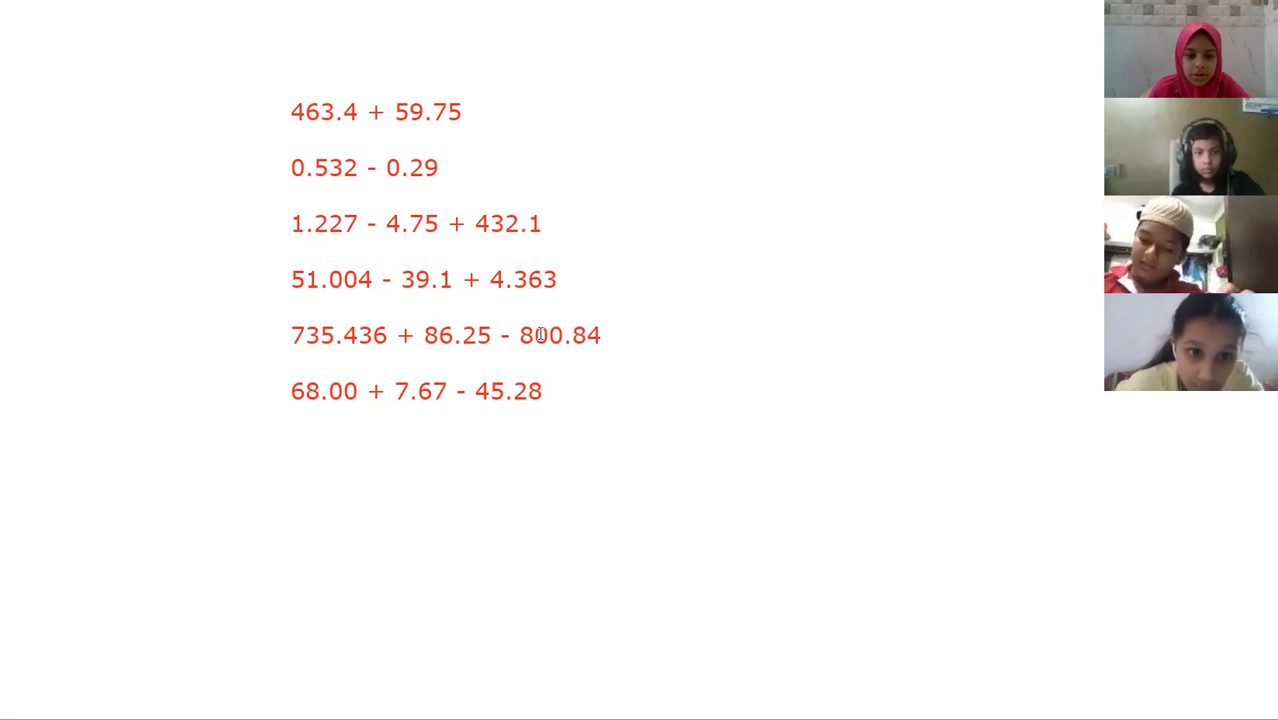 463.4 + 59.75
0.532 - 0.29
1.227 - 4.75 + 432.1
51.004 - 39.1 + 4.363
735.436 + 86.25 - 800.84
68.00 + 7.67 - 45.28